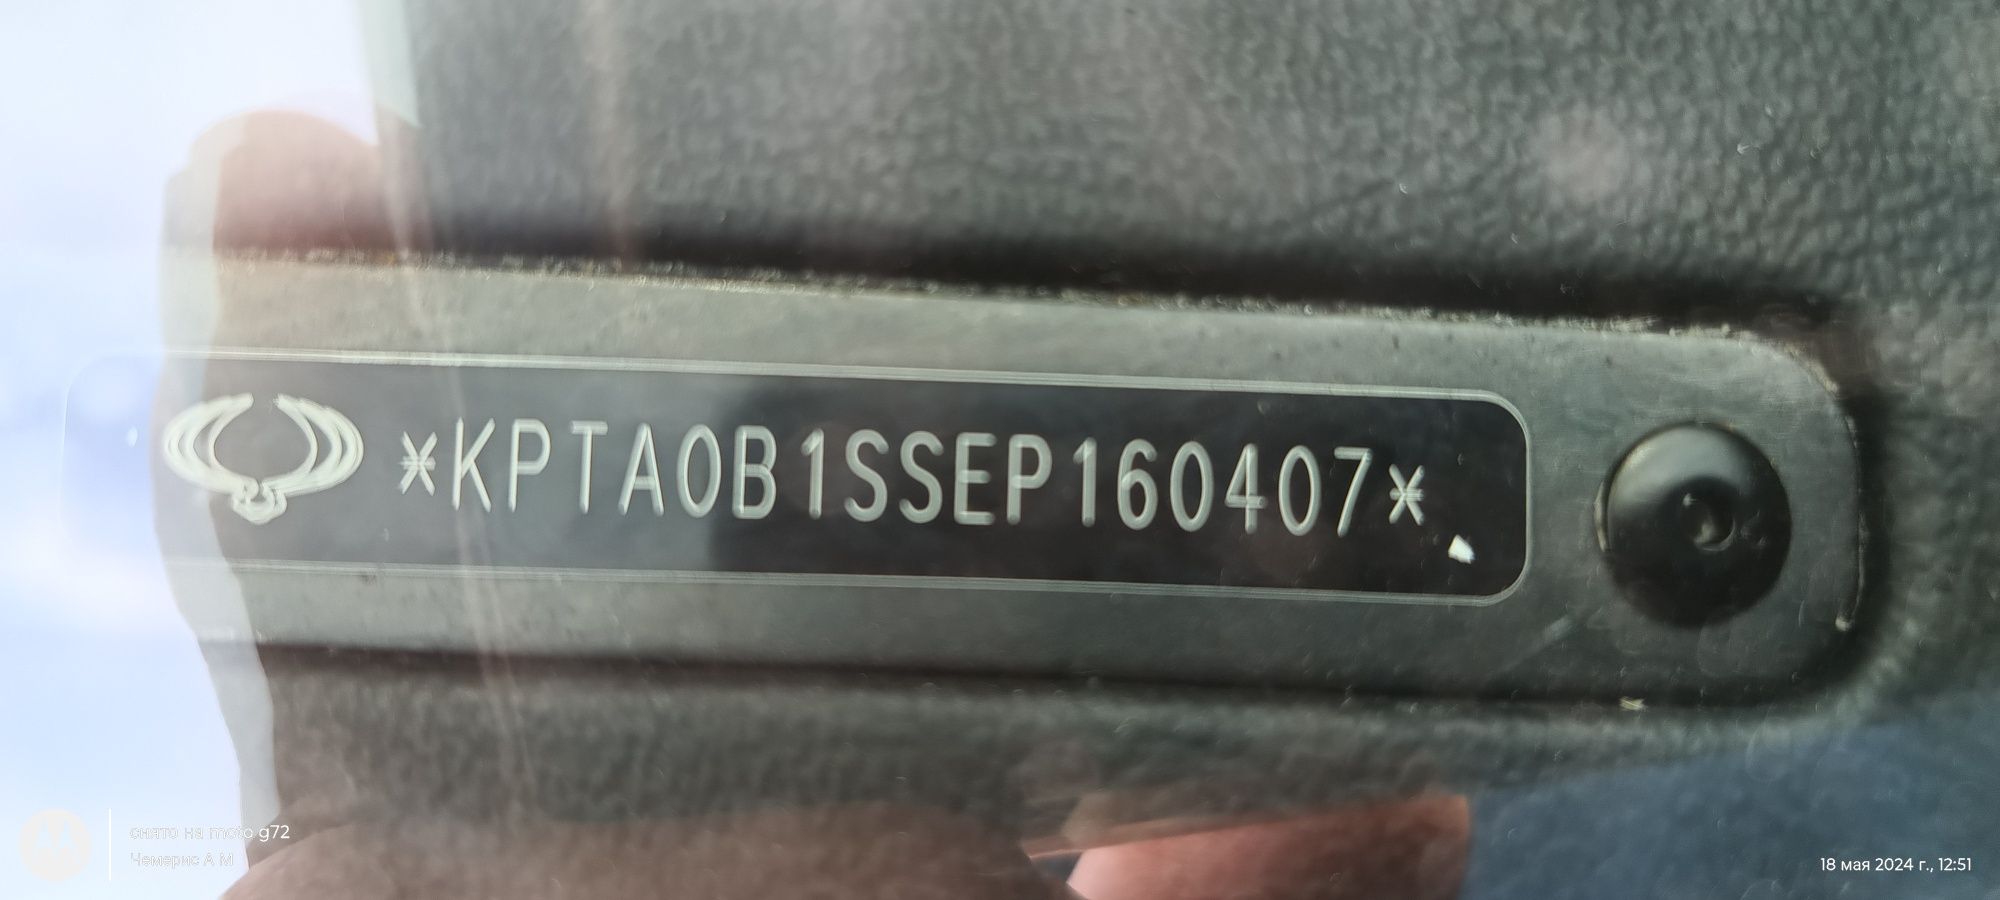 *KPTA0B1SSEP160407*
снято на moto g72
Чемерис А М
18 мая 2024 г., 12:51